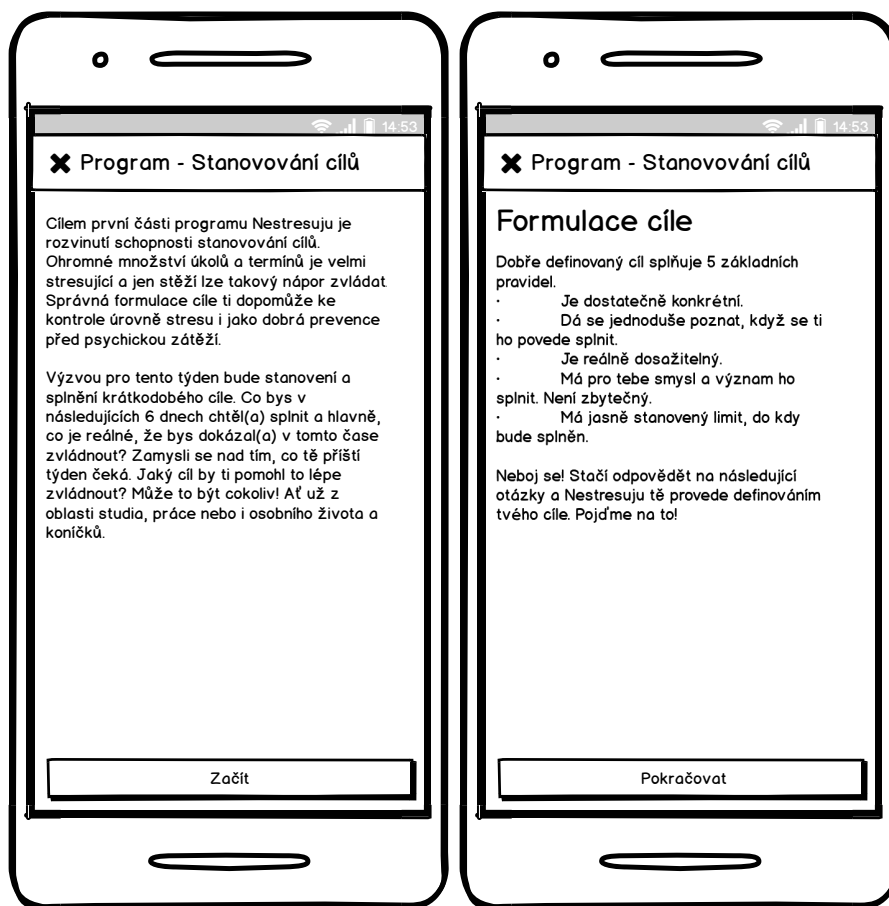 14:53
Program - Stanovování cílů
Cílem první části programu Nestresuju je
rozvinutí schopnosti stanovování cílů.
Ohromné množství úkolů a termínů je velmi
stresující a jen stěží lze takový nápor zvládat.
Správná formulace cíle ti dopomůže ke
kontrole úrovně stresu i jako dobrá prevence
před psychickou zátěží.
Výzvou pro tento týden bude stanovení a
splnění krátkodobého cíle. Co bys v
následujících 6 dnech chtěl(a) splnit a hlavně,
co je reálné, že bys dokázal(a) v tomto čase
zvládnout? Zamysli se nad tím, co tě příští
týden čeká. Jaký cíl by ti pomohl to lépe
zvládnout? Může to být cokoliv! Ať už z
oblasti studia, práce nebo i osobního života a
koníčků.
Začít
14:53
Program - Stanovování cílů
Formulace cíle
Dobře definovaný cíl splňuje 5 základních
pravidel.
· Je dostatečně konkrétní.
· Dá se jednoduše poznat, když se ti
ho povede splnit.
· Je reálně dosažitelný.
· Má pro tebe smysl a význam ho
splnit. Není zbytečný.
· Má jasně stanovený limit, do kdy
bude splněn.
Neboj se! Stačí odpovědět na následující
otázky a Nestresuju tě provede definováním
tvého cíle. Pojďme na to!
Pokračovat